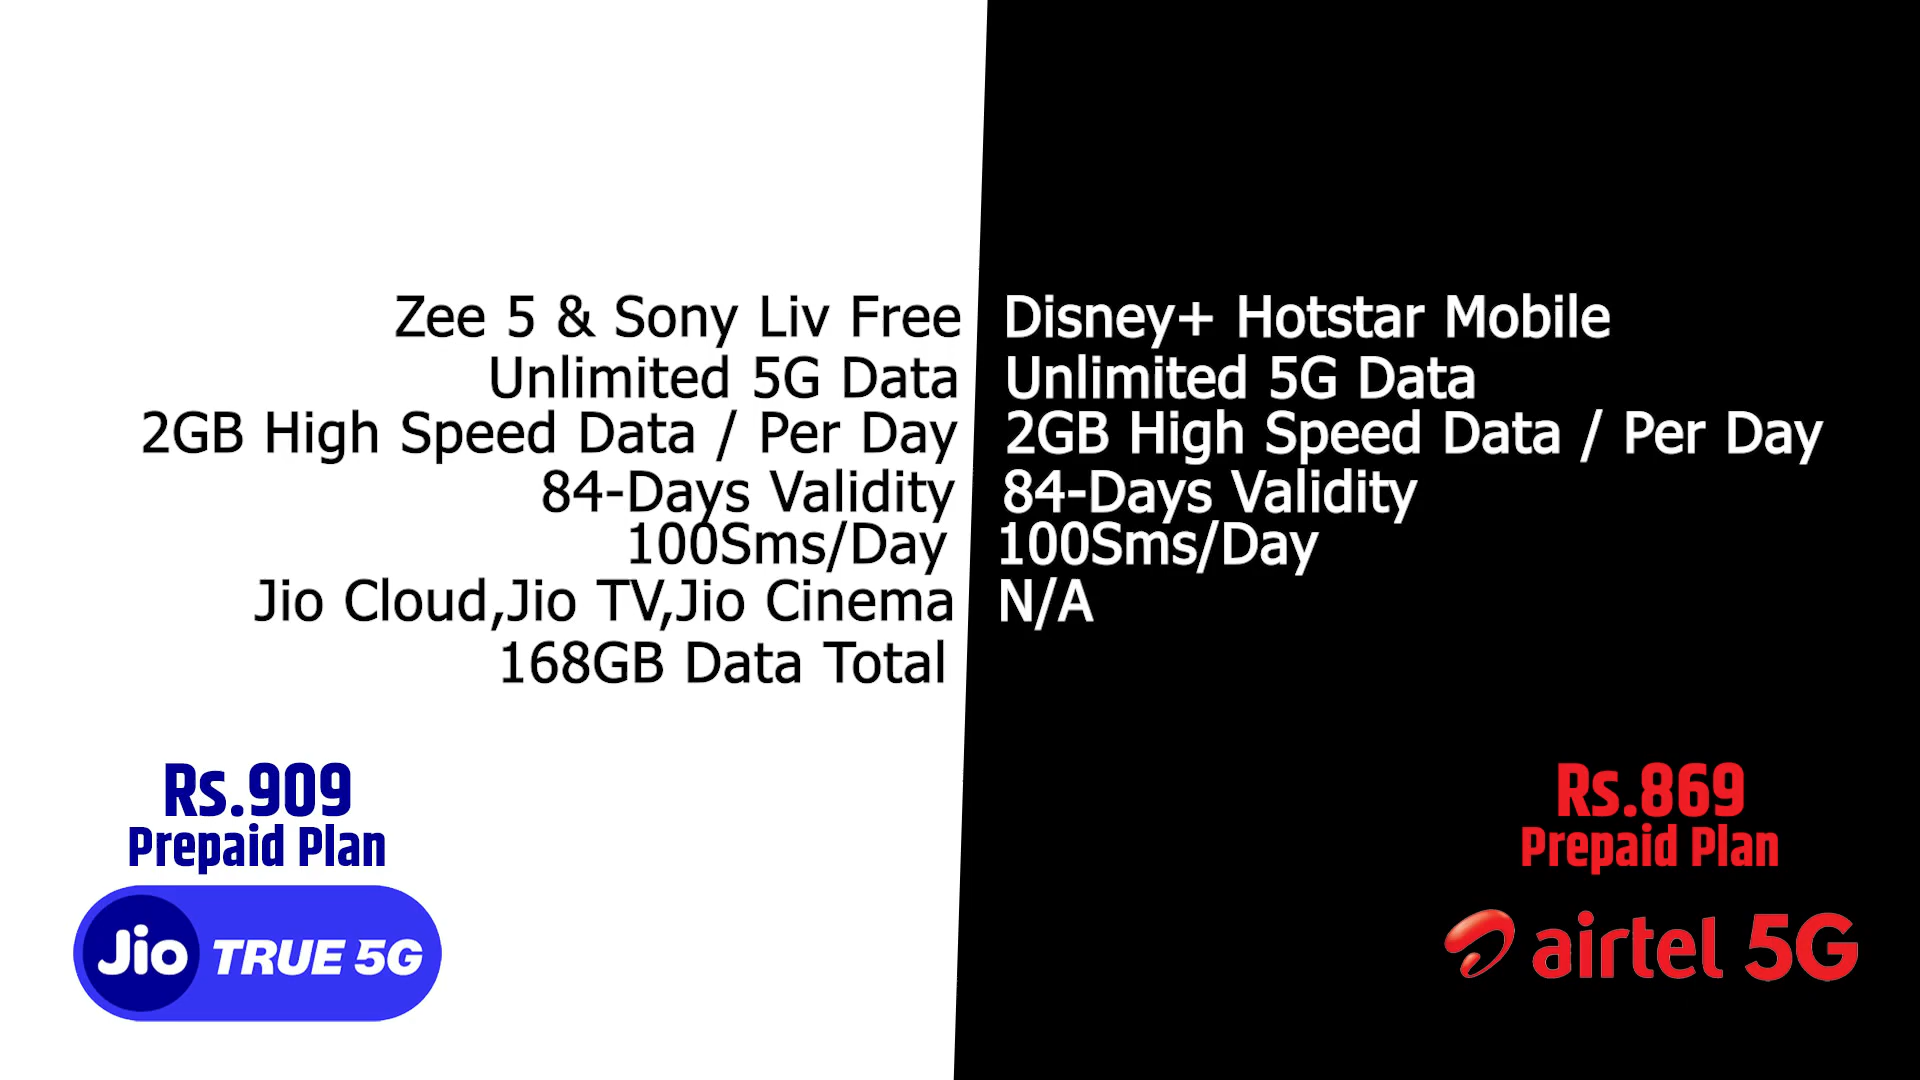 Zee 5 & Sony Liv Free
Unlimited 5G Data
2GB High Speed Data / Per Day
84-Days Validity
100Sms/Day
Jio Cloud,Jio TV,Jio Cinema
168GB Data Total
Rs.909
Prepaid Plan
Jio TRUE 5G
Disney+ Hotstar Mobile
Unlimited 5G Data
2GB High Speed Data / Per Day
84-Days Validity
100Sms/Day
N/A
Rs.869
Prepaid Plan
airtel 5G